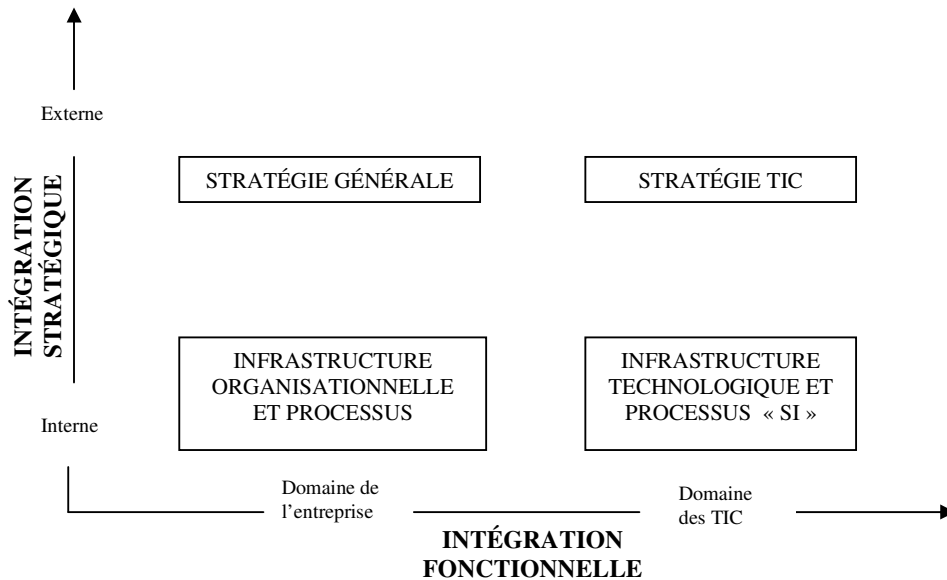 Externe
STRATÉGIE GÉNÉRALE
STRATÉGIE TIC
INTÉGRATION
STRATÉGIQUE
INFRASTRUCTURE
ORGANISATIONNELLE
ET PROCESSUS
INFRASTRUCTURE
TECHNOLOGIQUE ET
PROCESSUS « SI »
Interne
Domaine de
l'entreprise
Domaine
des TIC
INTÉGRATION
FONCTIONNELLE